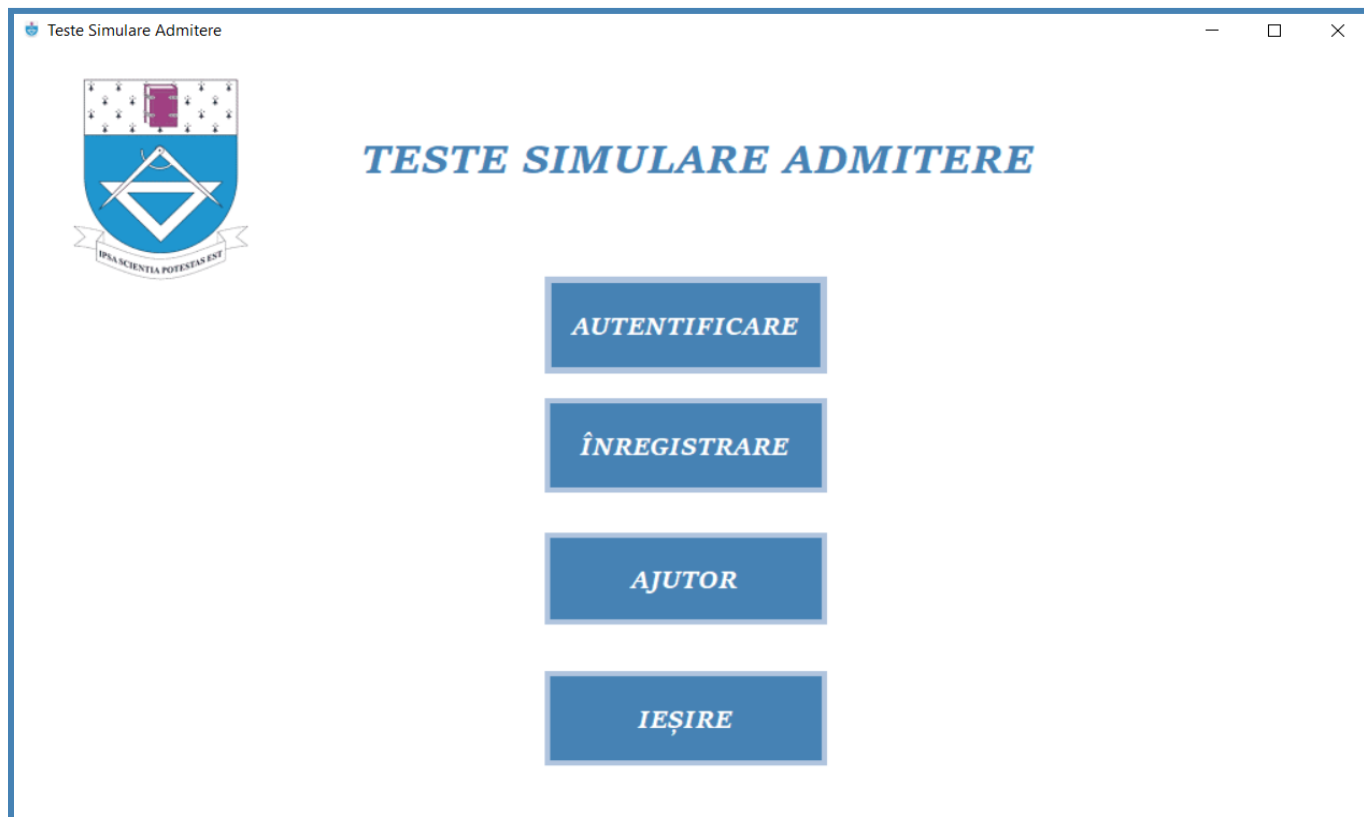 Teste Simulare Admitere
IPSA SCIENTIA POTESTAS EST
TESTE SIMULARE ADMITERE
AUTENTIFICARE
ÎNREGISTRARE
AJUTOR
IEȘIRE